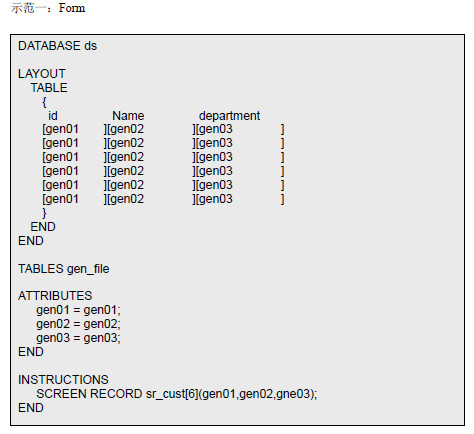 示范一：Form
DATABASE ds
LAYOUT
TABLE
{
id Name department
[gen01 ][gen02 ][gen03 ]
[gen01 ][gen02 ][gen03 ]
[gen01 ][gen02 ][gen03 ]
[gen01 ][gen02 ][gen03 ]
[gen01 ][gen02 ][gen03 ]
[gen01 ][gen02 ][gen03 ]
}
END
END
TABLES gen_file
ATTRIBUTES
gen01 = gen01;
gen02 = gen02;
gen03 = gen03;
END
INSTRUCTIONS
SCREEN RECORD sr_cust[6](gen01,gen02,gne03);
END